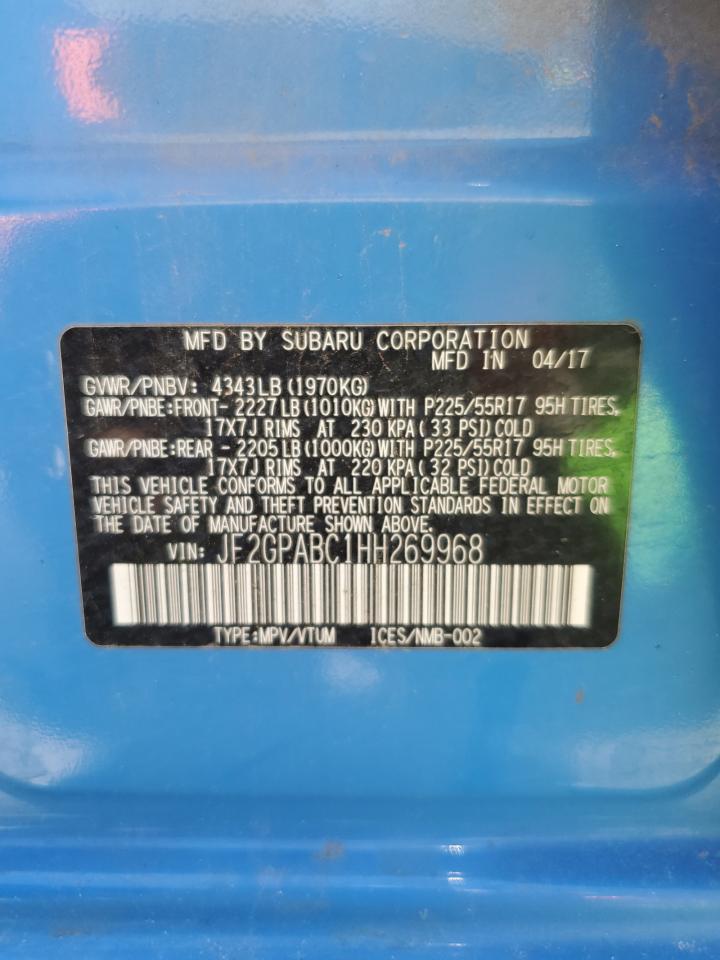 MFD BY SUBARU CORPORATION
MFD IN 04/17
GVWR/PNBV: 4343LB (1970KG)
GAWR/PNBE:FRONT- 2227LB (1010KG) WITH P225/55R17 95H TIRES,
17X7J RIMS AT 230 KPA ( 33 PSI) COLD
GAWR/PNBE:REAR - 2205LB (1000KG) WITH P225/55R17 95H TIRES,
17X7J RIMS AT 220 KPA ( 32 PSI) COLD
THIS VEHICLE CONFORMS TO ALL APPLICABLE FEDERAL MOTOR
VEHICLE SAFETY AND THEFT PREVENTION STANDARDS IN EFFECT ON
THE DATE OF MANUFACTURE SHOWN ABOVE.
VIN: JF2GPABC1HH269968
TYPE:MPV/VTUM ICES/NMB-002